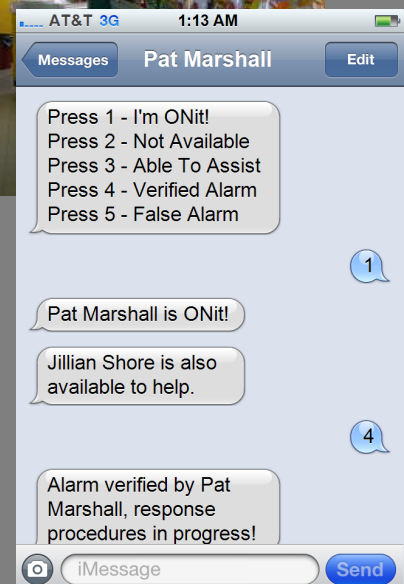 AT&T 3G 1:13 AM
Messages Pat Marshall Edit
Press 1 - I'm ONit!
Press 2 - Not Available
Press 3 - Able To Assist
Press 4 - Verified Alarm
Press 5 - False Alarm
1
Pat Marshall is ONit!
Jillian Shore is also
available to help.
4
Alarm verified by Pat
Marshall, response
procedures in progress!
iMessage Send